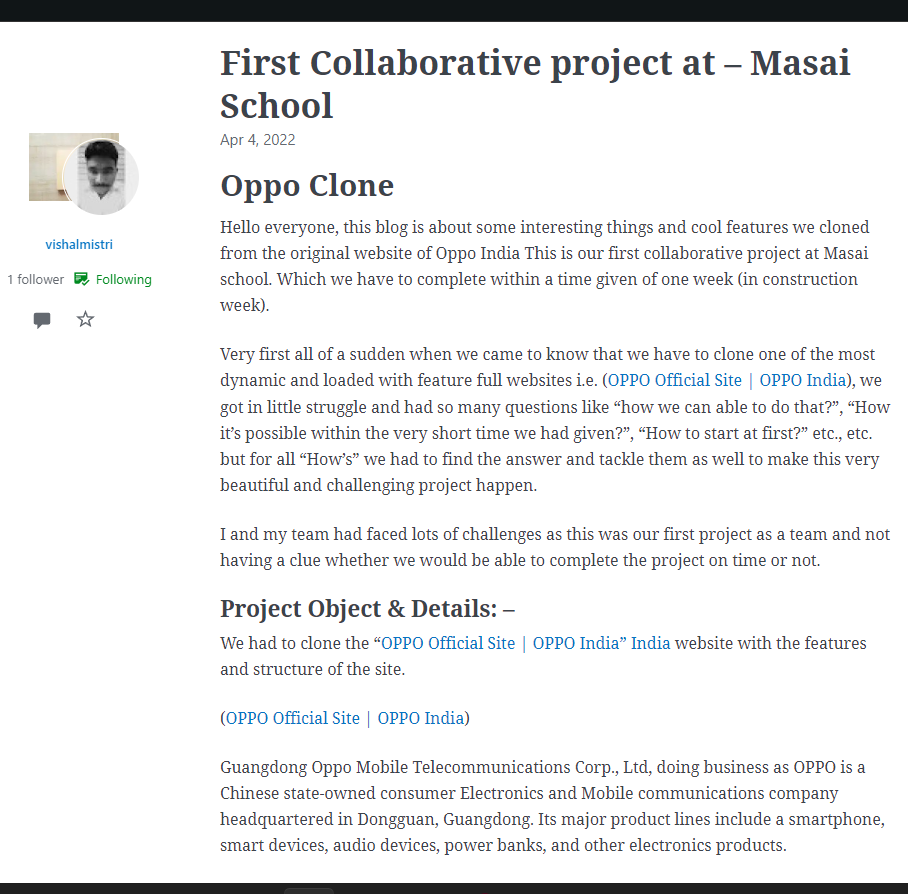 First Collaborative project at – Masai
School
Apr 4, 2022
vishalmistri
1 follower Following
Oppo Clone
Hello everyone, this blog is about some interesting things and cool features we cloned
from the original website of Oppo India This is our first collaborative project at Masai
school. Which we have to complete within a time given of one week (in construction
week).
Very first all of a sudden when we came to know that we have to clone one of the most
dynamic and loaded with feature full websites i.e. (OPPO Official Site | OPPO India), we
got in little struggle and had so many questions like “how we can able to do that?”, “How
it’s possible within the very short time we had given?”, “How to start at first?” etc., etc.
but for all “How’s” we had to find the answer and tackle them as well to make this very
beautiful and challenging project happen.
I and my team had faced lots of challenges as this was our first project as a team and not
having a clue whether we would be able to complete the project on time or not.
Project Object & Details: –
We had to clone the “OPPO Official Site | OPPO India” India website with the features
and structure of the site.
(OPPO Official Site | OPPO India)
Guangdong Oppo Mobile Telecommunications Corp., Ltd, doing business as OPPO is a
Chinese state-owned consumer Electronics and Mobile communications company
headquartered in Dongguan, Guangdong. Its major product lines include a smartphone,
smart devices, audio devices, power banks, and other electronics products.